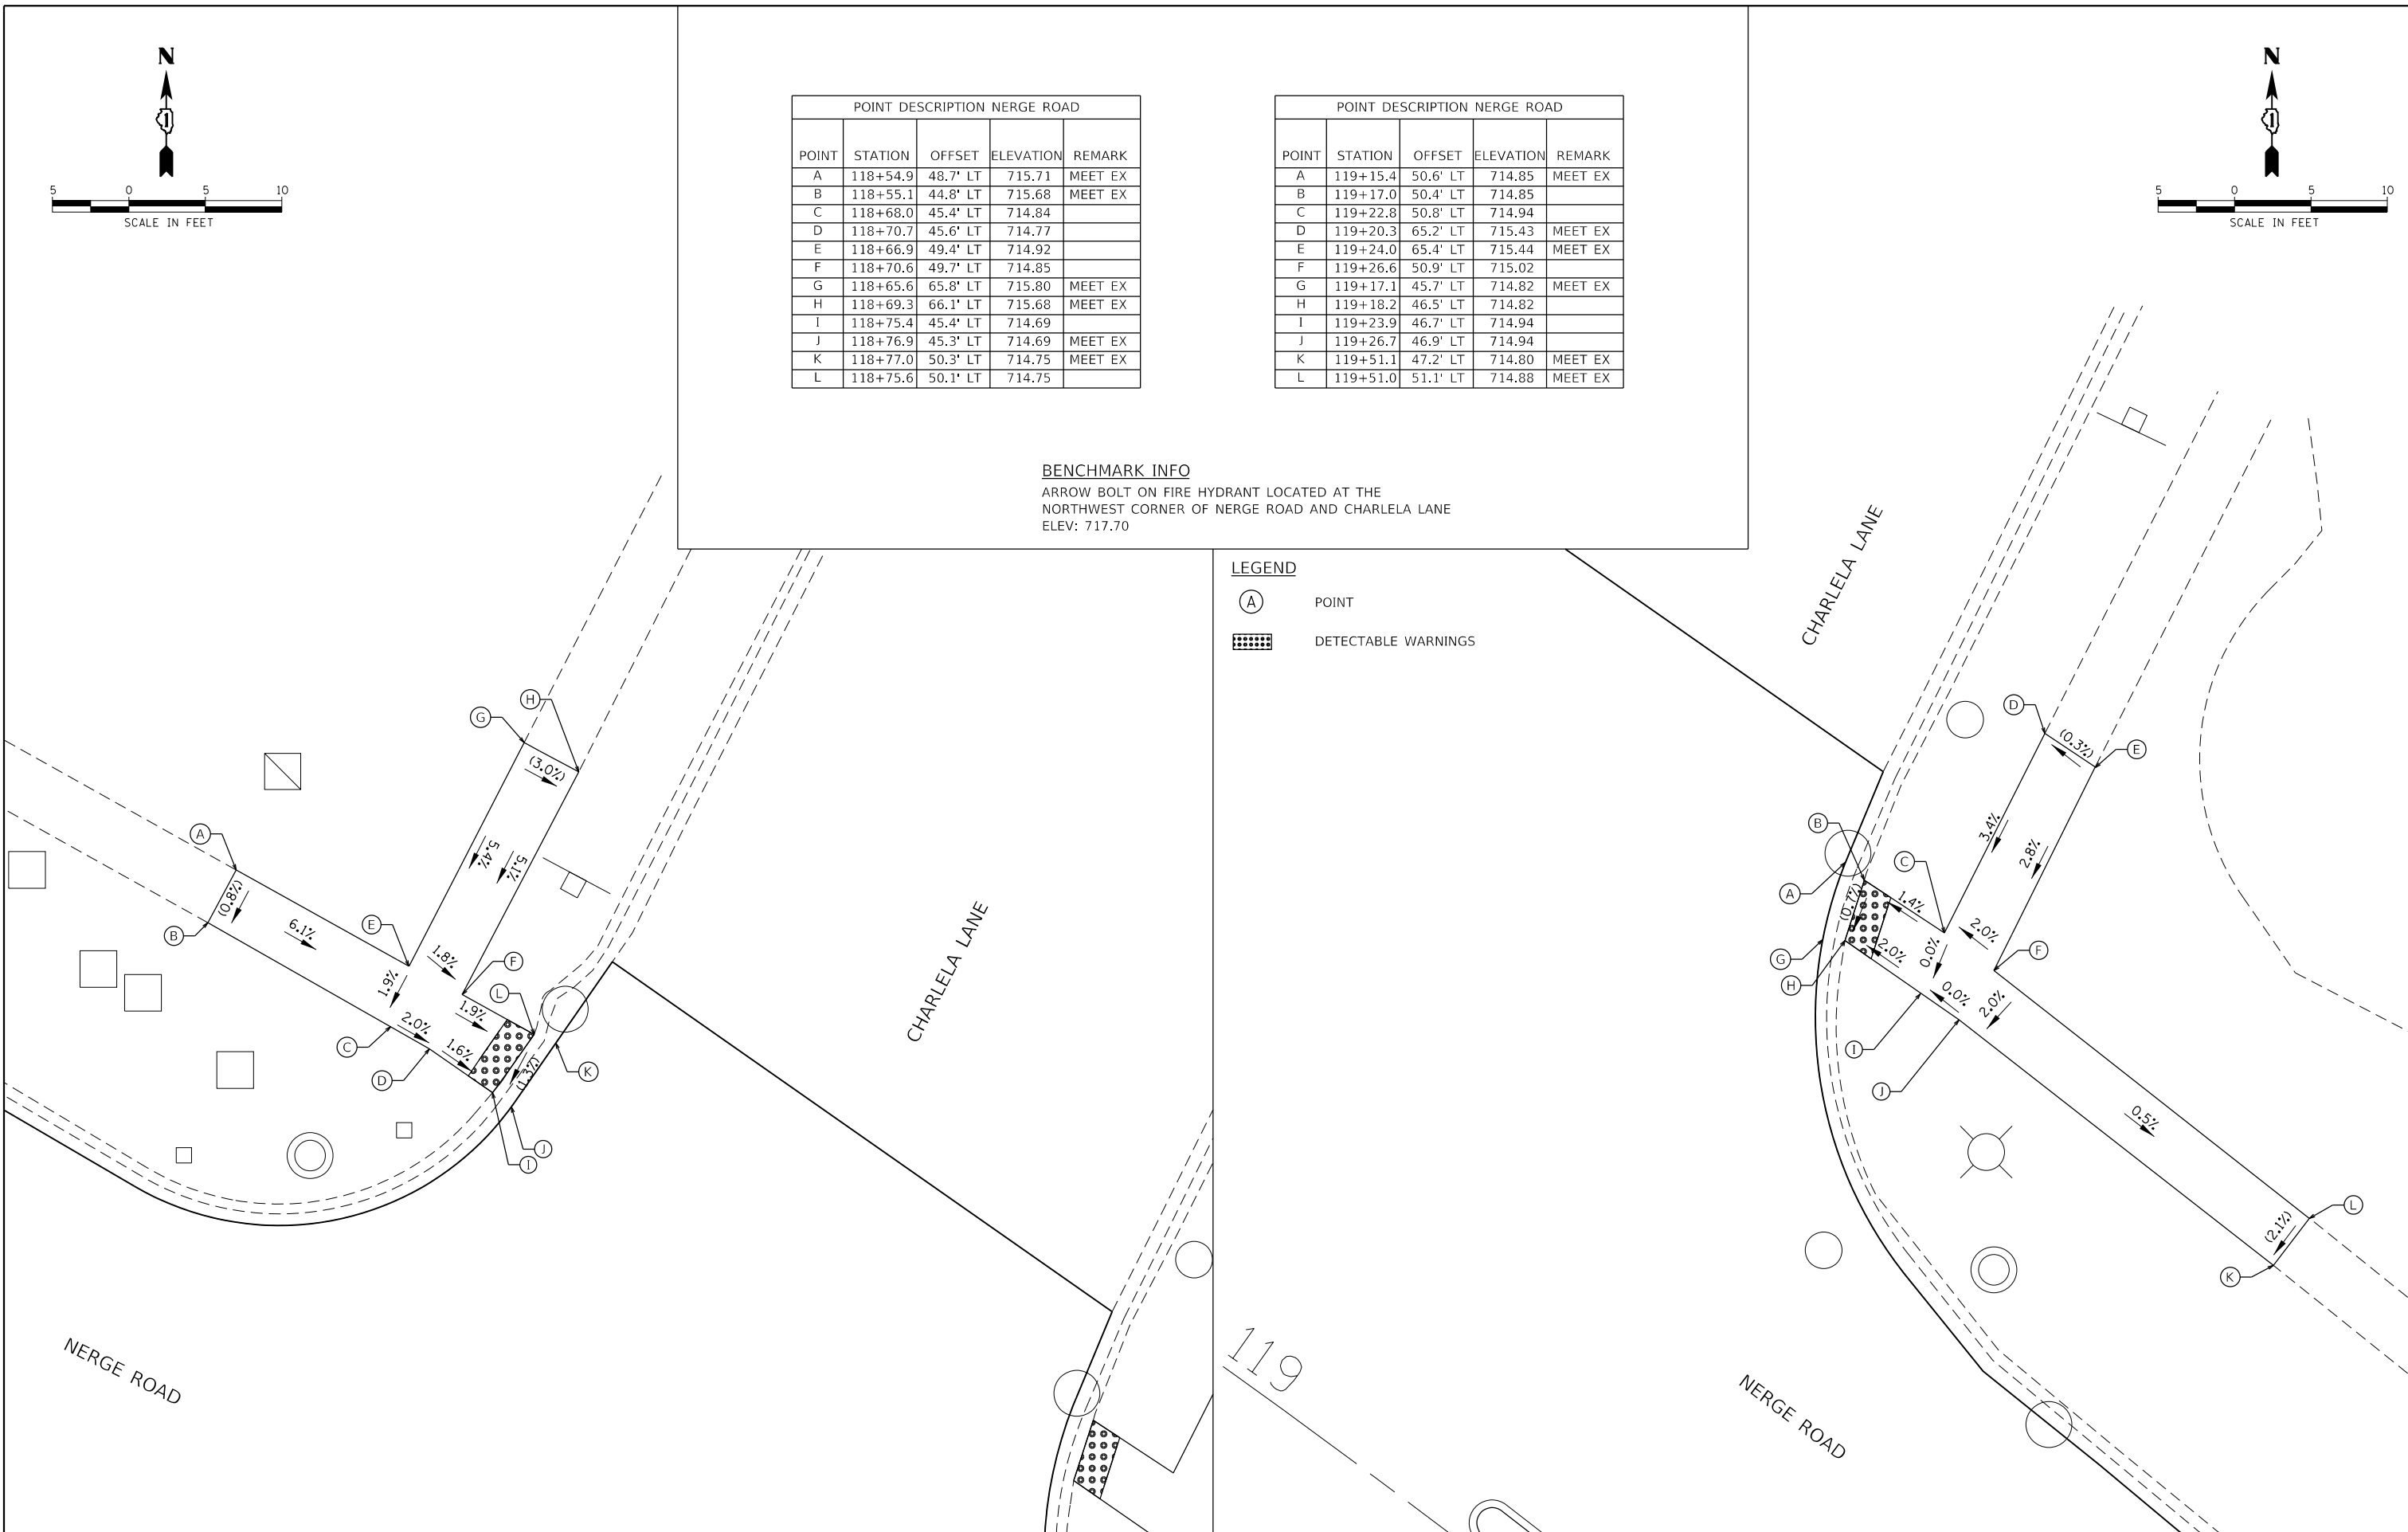 N
5 0 5 10
SCALE IN FEET
POINT DESCRIPTION NERGE ROAD
POINT STATION OFFSET ELEVATION REMARK
A 118+54.9 48.7' LT 715.71 MEET EX
B 118+55.1 44.8' LT 715.68 MEET EX
C 118+68.0 45.4' LT 714.84
D 118+70.7 45.6' LT 714.77
E 118+66.9 49.4' LT 714.92
F 118+70.6 49.7' LT 714.85
G 118+65.6 65.8' LT 715.80 MEET EX
H 118+69.3 66.1' LT 715.68 MEET EX
I 118+75.4 45.4' LT 714.69
J 118+76.9 45.3' LT 714.69 MEET EX
K 118+77.0 50.3' LT 714.75 MEET EX
L 118+75.6 50.1' LT 714.75
POINT DESCRIPTION NERGE ROAD
POINT STATION OFFSET ELEVATION REMARK
A 119+15.4 50.6' LT 714.85 MEET EX
B 119+17.0 50.4' LT 714.85
C 119+22.8 50.8' LT 714.94
D 119+20.3 65.2' LT 715.43 MEET EX
E 119+24.0 65.4' LT 715.44 MEET EX
F 119+26.6 50.9' LT 715.02
G 119+17.1 45.7' LT 714.82 MEET EX
H 119+18.2 46.5' LT 714.82
I 119+23.9 46.7' LT 714.94
J 119+26.7 46.9' LT 714.94
K 119+51.1 47.2' LT 714.80 MEET EX
L 119+51.0 51.1' LT 714.88 MEET EX
N
5 0 5 10
SCALE IN FEET
BENCHMARK INFO
ARROW BOLT ON FIRE HYDRANT LOCATED AT THE
NORTHWEST CORNER OF NERGE ROAD AND CHARLELA LANE
ELEV: 717.70
LEGEND
A POINT
DETECTABLE WARNINGS
H
G
(3.0%)
A
5.4%
5.1%
(0.8%)
B
6.1%
E
1.8%
F
1.9%
L
1.9%
2.0%
C
1.6%
D
(1.3%)
K
J
I
CHARLELA LANE
NERGE ROAD
CHARLELA LANE
D
(0.3%)
E
B
3.4%
2.8%
C
A
(0.7%)
1.4%
2.0%
G
2.0%
0.0%
F
H
0.0%
2.0%
I
J
0.5%
L
(2.1%)
K
119
NERGE ROAD